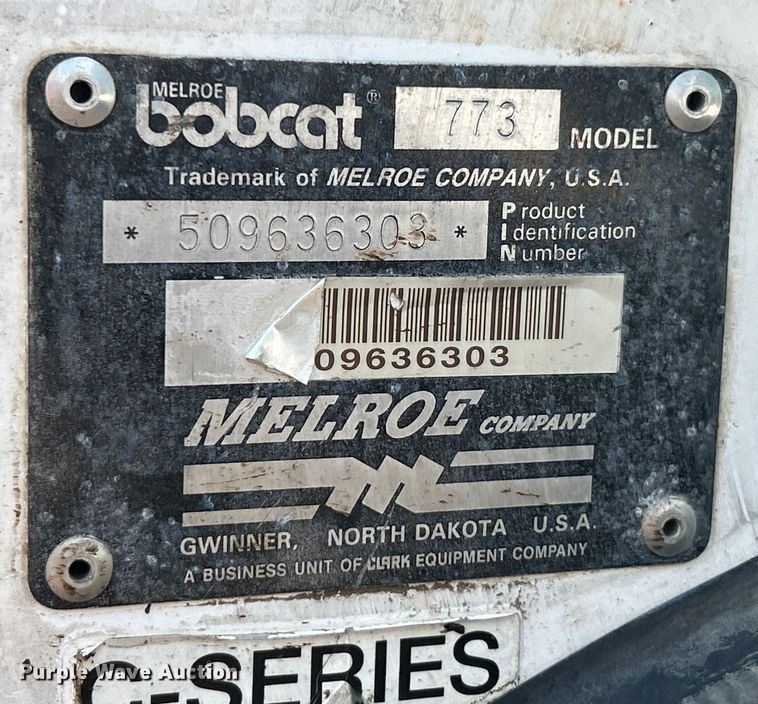 MELROE
bobcat® 773 MODEL
Trademark of MELROE COMPANY, U.S.A.
* 509636303 * Product
Identification
Number
09636303
MELROE COMPANY
GWINNER, NORTH DAKOTA U.S.A.
A BUSINESS UNIT OF CLARK EQUIPMENT COMPANY
C-SERIES
Purple Wave Auction